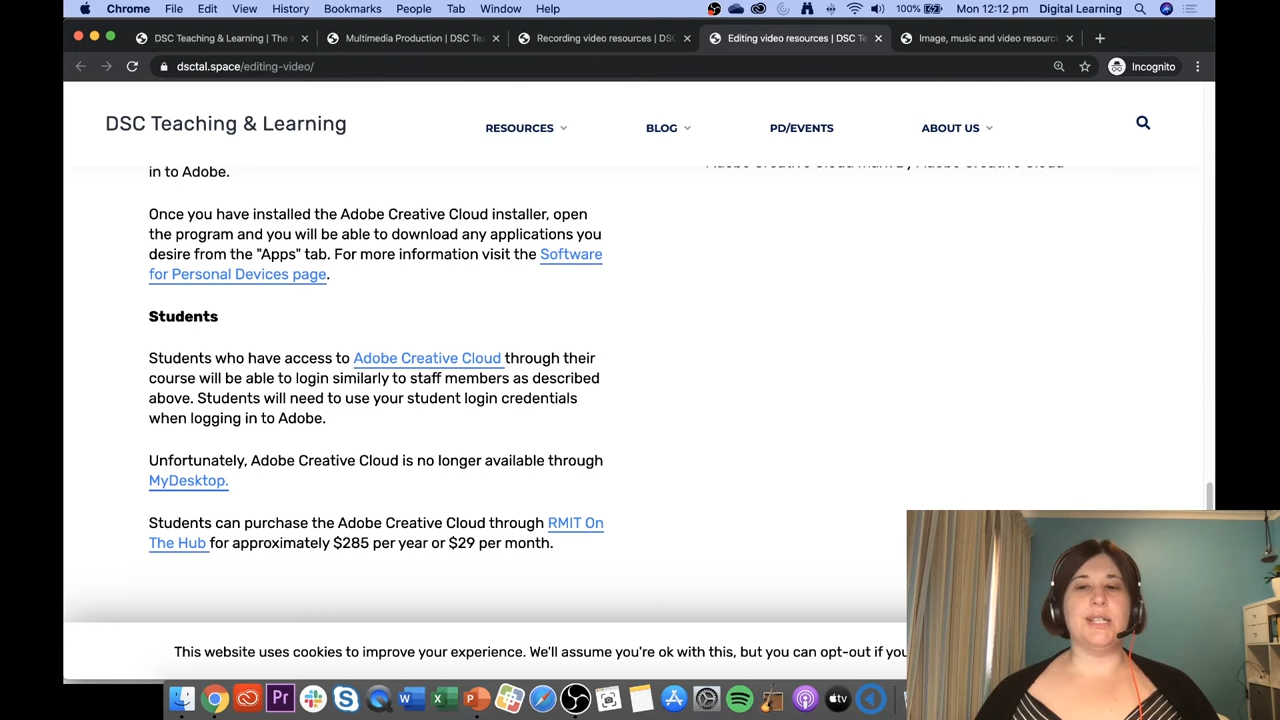 Chrome File Edit View History Bookmarks People Tab Window Help 100% Mon 12:12 pm Digital Learning
DSC Teaching & Learning | The Multimedia Production | DSC Te Recording video resources | DSC Editing video resources | DSC Te Image, music and video resourc
dsctal.space/editing-video/ Incognito
DSC Teaching & Learning RESOURCES BLOG PD/EVENTS ABOUT US
in to Adobe.
Once you have installed the Adobe Creative Cloud installer, open
the program and you will be able to download any applications you
desire from the "Apps" tab. For more information visit the Software
for Personal Devices page.
Students
Students who have access to Adobe Creative Cloud through their
course will be able to login similarly to staff members as described
above. Students will need to use your student login credentials
when logging in to Adobe.
Unfortunately, Adobe Creative Cloud is no longer available through
MyDesktop.
Students can purchase the Adobe Creative Cloud through RMIT On
The Hub for approximately $285 per year or $29 per month.
This website uses cookies to improve your experience. We'll assume you're ok with this, but you can opt-out if you
Pr
tv